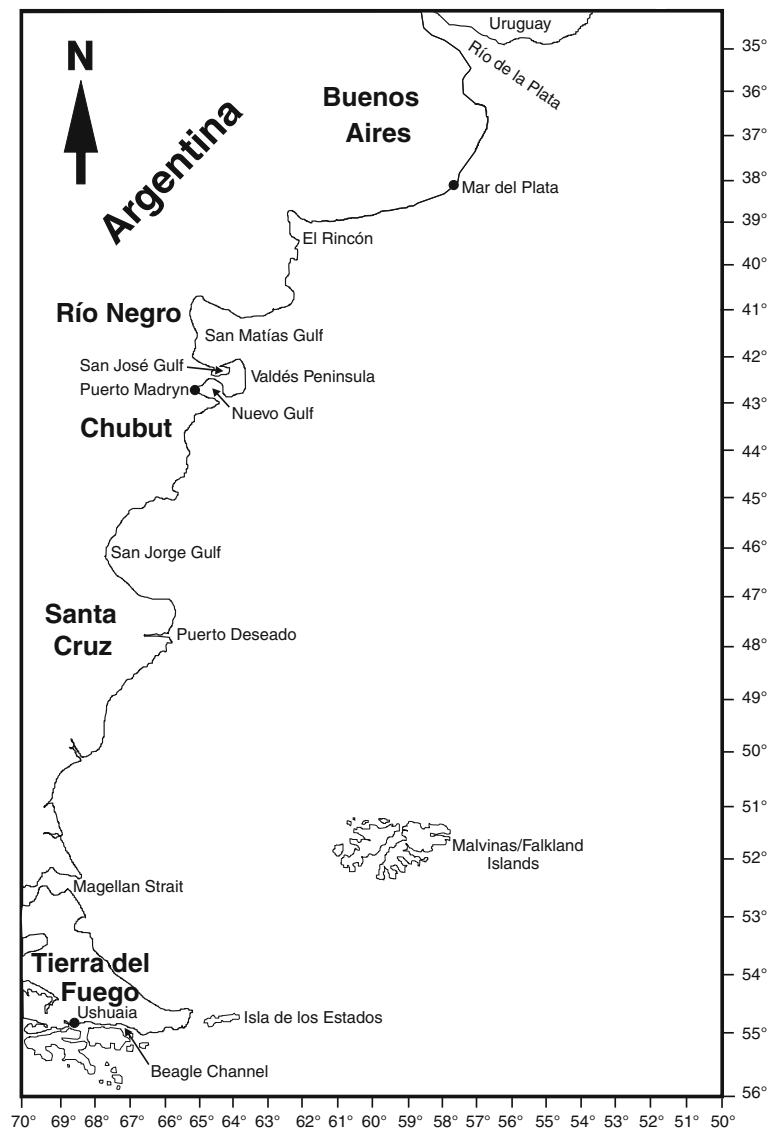 Uruguay
35°
N
Río de la Plata
36°
Buenos
Aires
37°
Argentina
38°
Mar del Plata
39°
El Rincón
40°
41°
Río Negro
San Matías Gulf
42°
San José Gulf
Valdés Peninsula
Puerto Madryn
43°
Nuevo Gulf
Chubut
44°
45°
46°
San Jorge Gulf
47°
Santa
Cruz
Puerto Deseado
48°
49°
50°
51°
Malvinas/Falkland
Islands
52°
Magellan Strait
53°
Tierra del
Fuego
54°
Ushuaia
Isla de los Estados
55°
Beagle Channel
56°
70° 69° 68° 67° 66° 65° 64° 63° 62° 61° 60° 59° 58° 57° 56° 55° 54° 53° 52° 51° 50°